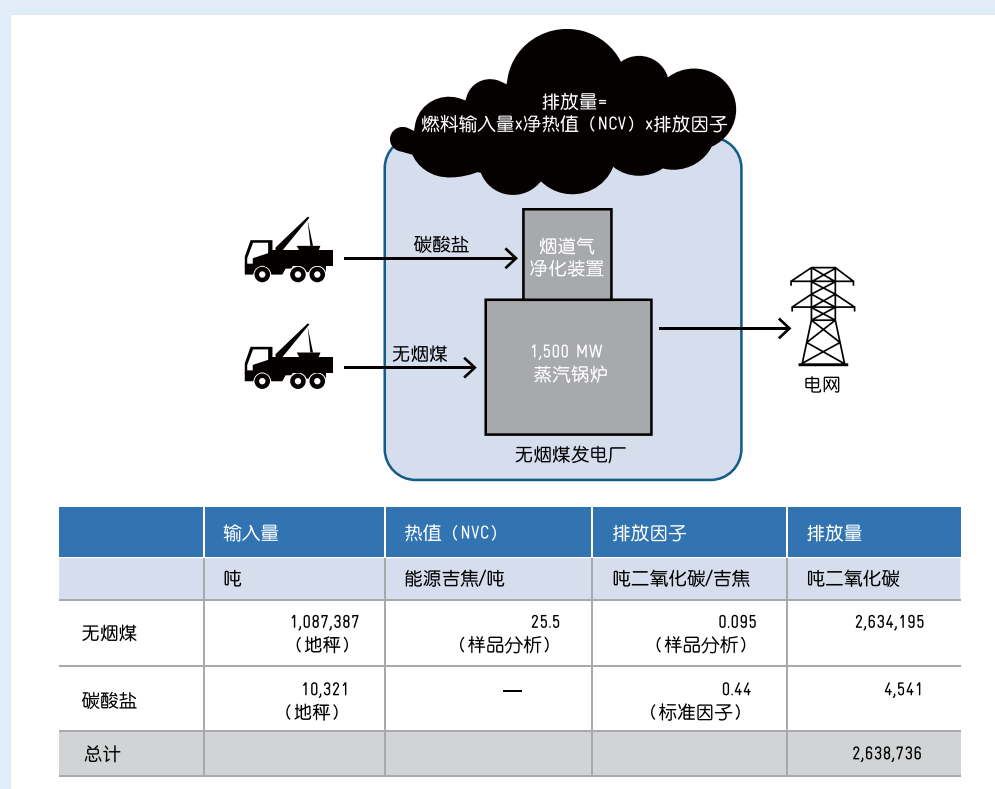 排放量=
燃料输入量x净热值（NCV）x排放因子
碳酸盐
烟道气
净化装置
无烟煤
1,500 MW
蒸汽锅炉
电网
无烟煤发电厂
输入量 热值（NVC） 排放因子 排放量
吨 能源吉焦/吨 吨二氧化碳/吉焦 吨二氧化碳
无烟煤 1,087,387 25.5 0.095 2,634,195
（地秤） （样品分析） （样品分析）
碳酸盐 10,321 — 0.44 4,541
（地秤） （标准因子）
总计 2,638,736